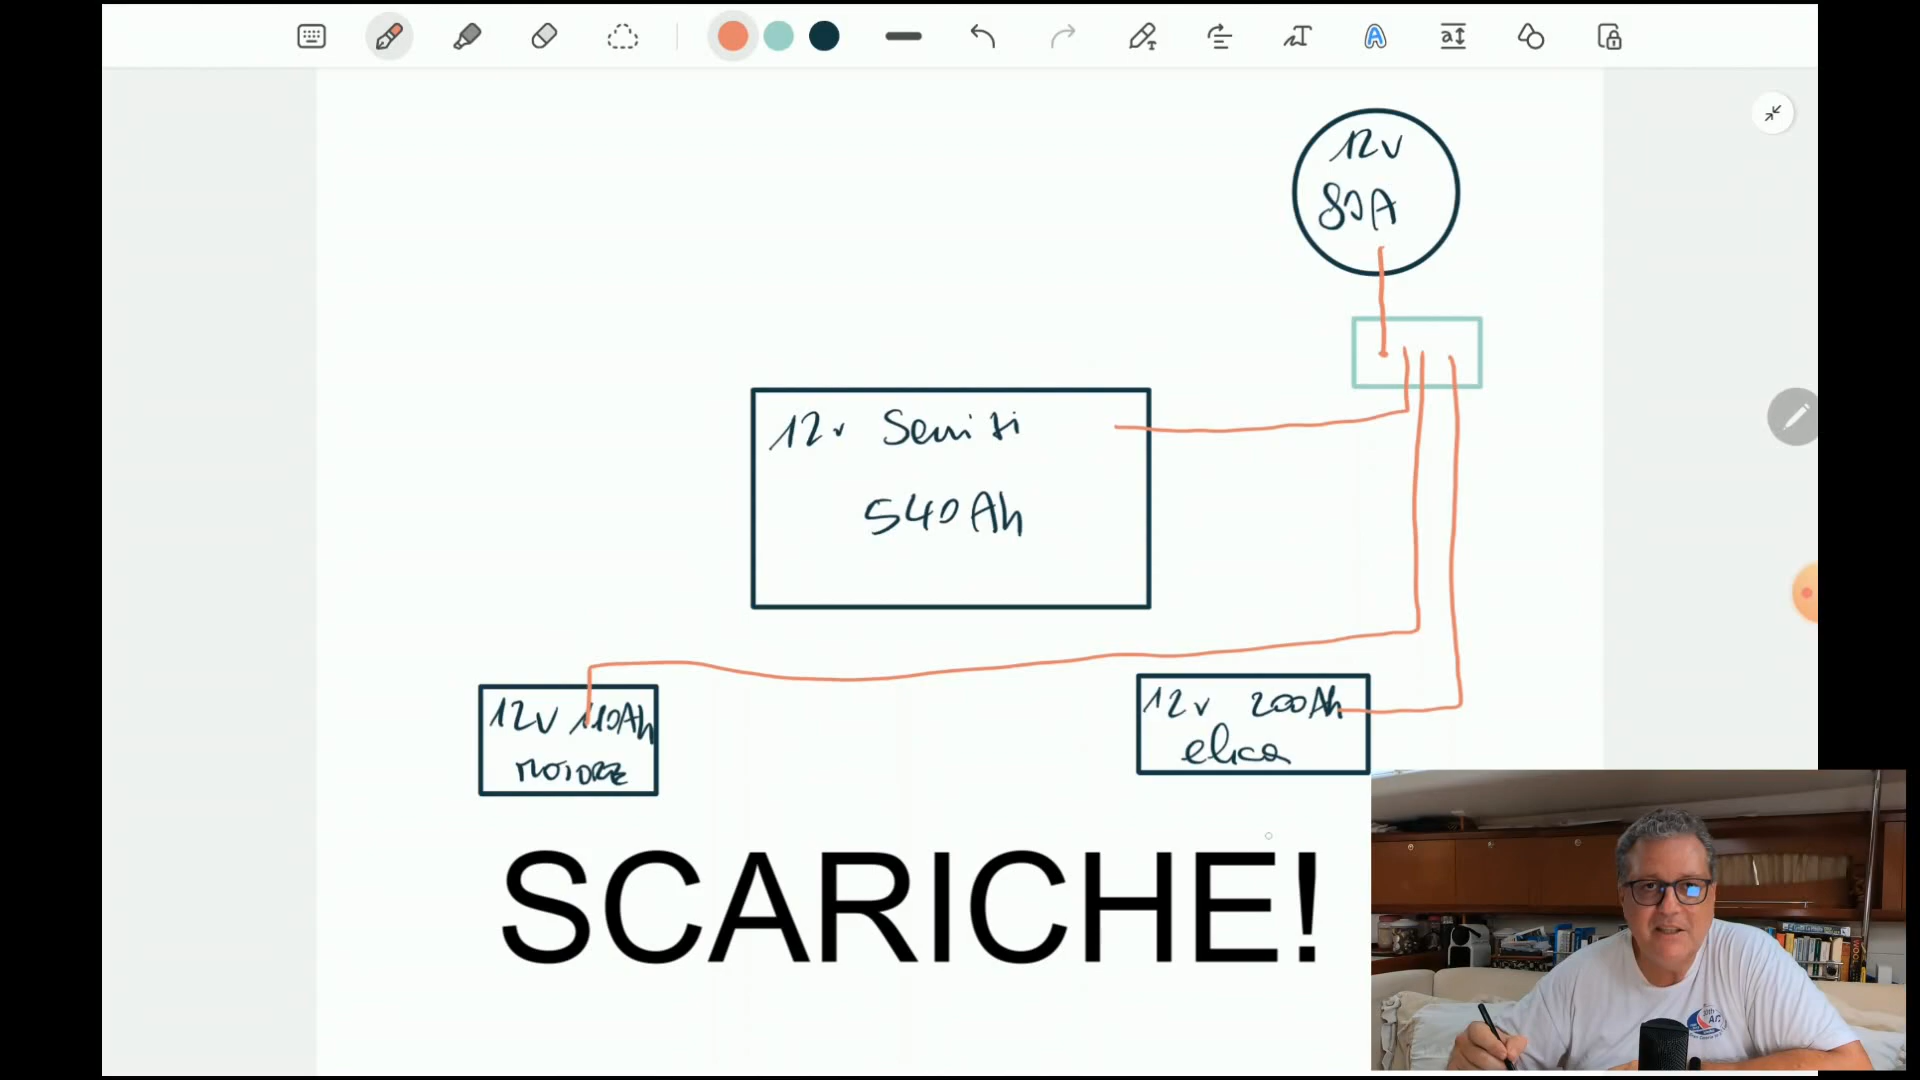 12v
80A
12v Servizi
540Ah
12v 110Ah
MOTORE
12v 200Ah
elica
SCARICHE!